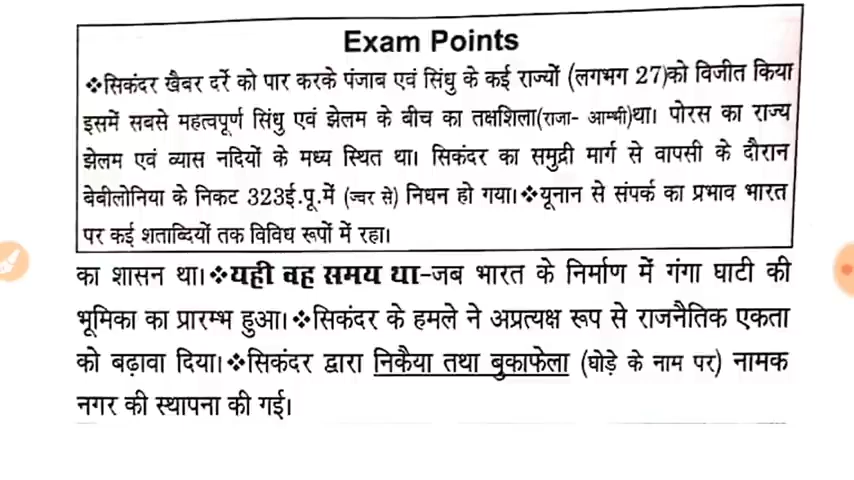 Exam Points
❖सिकंदर खैबर दर्रे को पार करके पंजाब एवं सिंधु के कई राज्यों (लगभग 27)को विजीत किया
इसमें सबसे महत्वपूर्ण सिंधु एवं झेलम के बीच का तक्षशिला(राजा- आम्भी)था। पोरस का राज्य
झेलम एवं व्यास नदियों के मध्य स्थित था। सिकंदर का समुद्री मार्ग से वापसी के दौरान
बेबीलोनिया के निकट 323ई.पू.में (ज्वर से) निधन हो गया।❖यूनान से संपर्क का प्रभाव भारत
पर कई शताब्दियों तक विविध रूपों में रहा।
का शासन था।❖यही वह समय था-जब भारत के निर्माण में गंगा घाटी की
भूमिका का प्रारम्भ हुआ।❖सिकंदर के हमले ने अप्रत्यक्ष रूप से राजनैतिक एकता
को बढ़ावा दिया।❖सिकंदर द्वारा निकैया तथा बुकाफेला (घोड़े के नाम पर) नामक
नगर की स्थापना की गई।